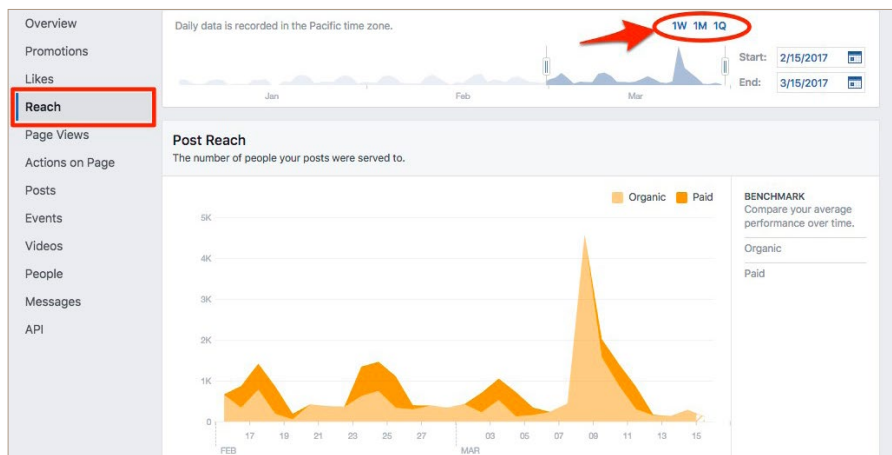 Overview
Promotions
Likes
Reach
Page Views
Actions on Page
Posts
Events
Videos
People
Messages
API
Daily data is recorded in the Pacific time zone.
1W 1M 1Q
Start: 2/15/2017
End: 3/15/2017
Jan Feb Mar
Post Reach
The number of people your posts were served to.
Organic Paid
5K
4K
3K
2K
1K
0
17 19 21 23 25 27 03 05 07 09 11 13 15
FEB MAR
BENCHMARK
Compare your average
performance over time.
Organic
Paid